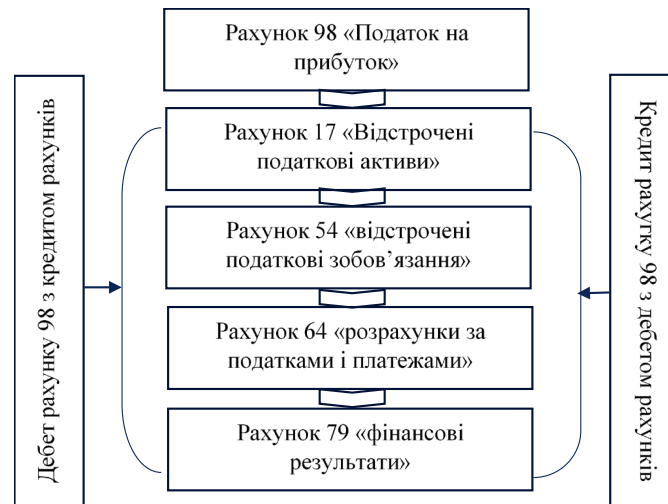 Рахунок 98 «Податок на
прибуток»
Рахунок 17 «Відстрочені
податкові активи»
Рахунок 54 «відстрочені
податкові зобов’язання»
Рахунок 64 «розрахунки за
податками і платежами»
Рахунок 79 «фінансові
результати»
Дебет рахунку 98 з кредитом рахунків
Кредит рахугку 98 з дебетом рахунків